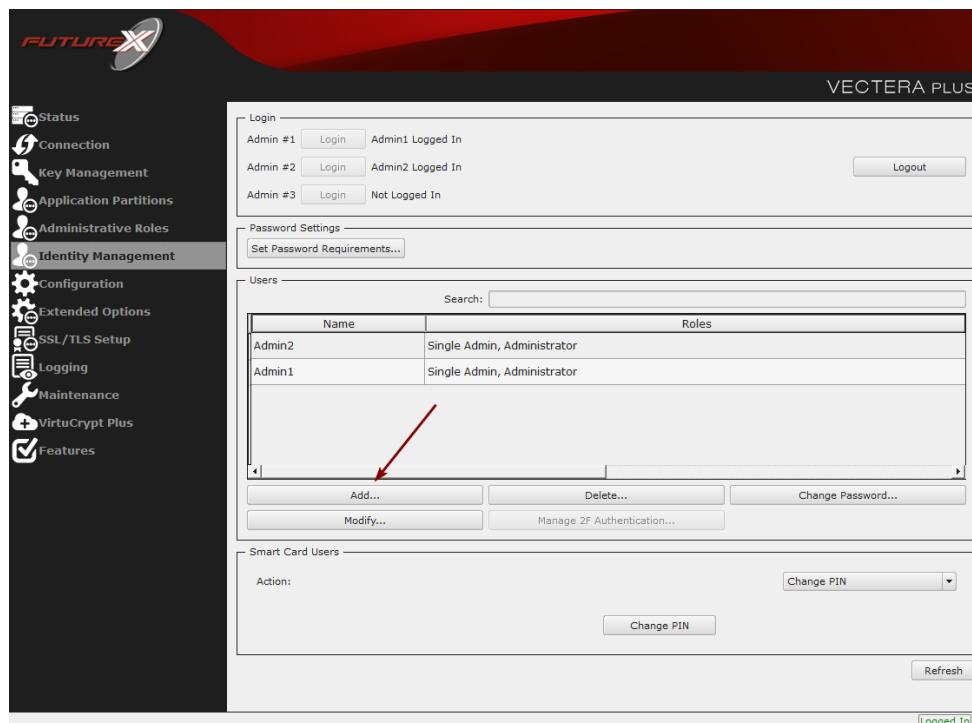 FUTUREX
VECTERA PLUS
Status
Connection
Key Management
Application Partitions
Administrative Roles
Identity Management
Configuration
Extended Options
SSL/TLS Setup
Logging
Maintenance
VirtuCrypt Plus
Features
Login
Admin #1 Login Admin1 Logged In
Admin #2 Login Admin2 Logged In Logout
Admin #3 Login Not Logged In
Password Settings
Set Password Requirements...
Users
Search:
Name Roles
Admin2 Single Admin, Administrator
Admin1 Single Admin, Administrator
Add... Delete... Change Password...
Modify... Manage 2F Authentication...
Smart Card Users
Action: Change PIN
Change PIN
Refresh
Logged In